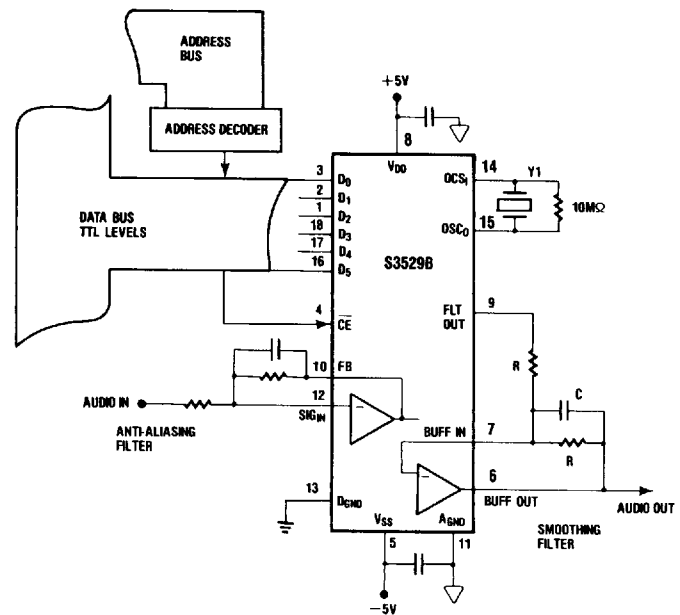 ADDRESS
BUS
ADDRESS DECODER
DATA BUS
TTL LEVELS
+5V
8
VDD
3 D0
2 D1
1 D2
18 D3
17 D4
16 D5
4 CE
S3529B
14 OCSI
15 OSCO
Y1
10MΩ
9 FLT
OUT
R
C
10 FB
12
SIGIN
AUDIO IN
ANTI-ALIASING
FILTER
−
7 BUFF IN
R
−
6
BUFF OUT
AUDIO OUT
SMOOTHING
FILTER
13 DGND
VSS
5
AGND
11
−5V